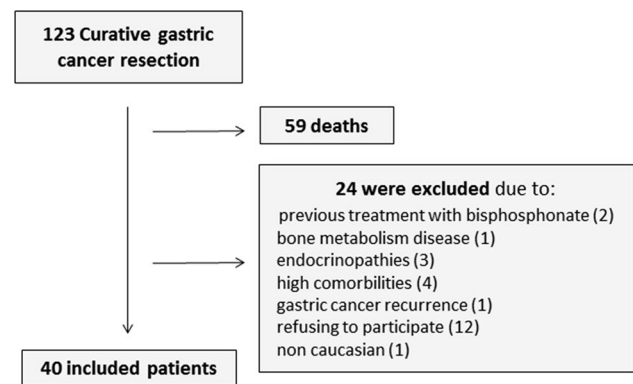 123 Curative gastric
cancer resection
59 deaths
24 were excluded due to:
previous treatment with bisphosphonate (2)
bone metabolism disease (1)
endocrinopathies (3)
high comorbilities (4)
gastric cancer recurrence (1)
refusing to participate (12)
non caucasian (1)
40 included patients